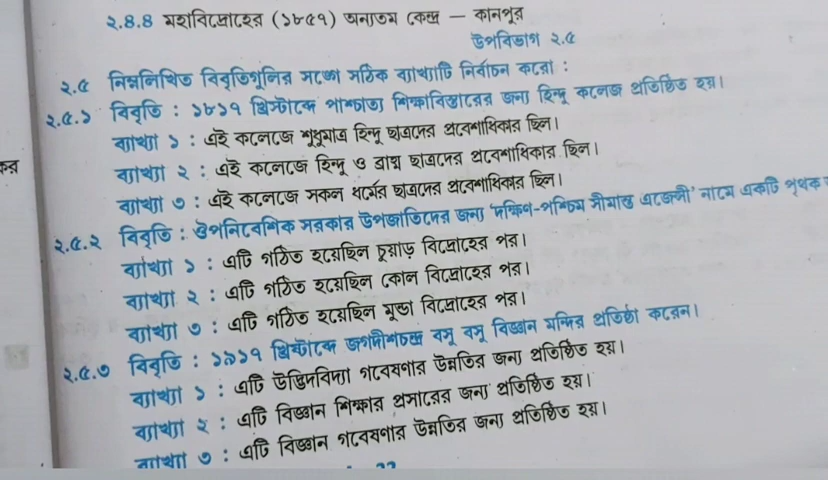 ২.৪.৪ মহাবিদ্রোহের (১৮৫৭) অন্যতম কেন্দ্র — কানপুর
উপবিভাগ ২.৫
২.৫ নিম্নলিখিত বিবৃতিগুলির সঙ্গে সঠিক ব্যাখ্যাটি নির্বাচন করো :
২.৫.১ বিবৃতি : ১৮১৭ খ্রিস্টাব্দে পাশ্চাত্য শিক্ষাবিস্তারের জন্য হিন্দু কলেজ প্রতিষ্ঠিত হয়।
ব্যাখ্যা ১ : এই কলেজে শুধুমাত্র হিন্দু ছাত্রদের প্রবেশাধিকার ছিল।
ব্যাখ্যা ২ : এই কলেজে হিন্দু ও ব্রাহ্ম ছাত্রদের প্রবেশাধিকার ছিল।
ব্যাখ্যা ৩ : এই কলেজে সকল ধর্মের ছাত্রদের প্রবেশাধিকার ছিল।
২.৫.২ বিবৃতি : ঔপনিবেশিক সরকার উপজাতিদের জন্য 'দক্ষিণ-পশ্চিম সীমান্ত এজেন্সী' নামে একটি পৃথক
ব্যাখ্যা ১ : এটি গঠিত হয়েছিল চুয়াড় বিদ্রোহের পর।
ব্যাখ্যা ২ : এটি গঠিত হয়েছিল কোল বিদ্রোহের পর।
ব্যাখ্যা ৩ : এটি গঠিত হয়েছিল মুন্ডা বিদ্রোহের পর।
২.৫.৩ বিবৃতি : ১৯১৭ খ্রিস্টাব্দে জগদীশচন্দ্র বসু বসু বিজ্ঞান মন্দির প্রতিষ্ঠা করেন।
ব্যাখ্যা ১ : এটি উদ্ভিদবিদ্যা গবেষণার উন্নতির জন্য প্রতিষ্ঠিত হয়।
ব্যাখ্যা ২ : এটি বিজ্ঞান শিক্ষার প্রসারের জন্য প্রতিষ্ঠিত হয়।
ব্যাখ্যা ৩ : এটি বিজ্ঞান গবেষণার উন্নতির জন্য প্রতিষ্ঠিত হয়।